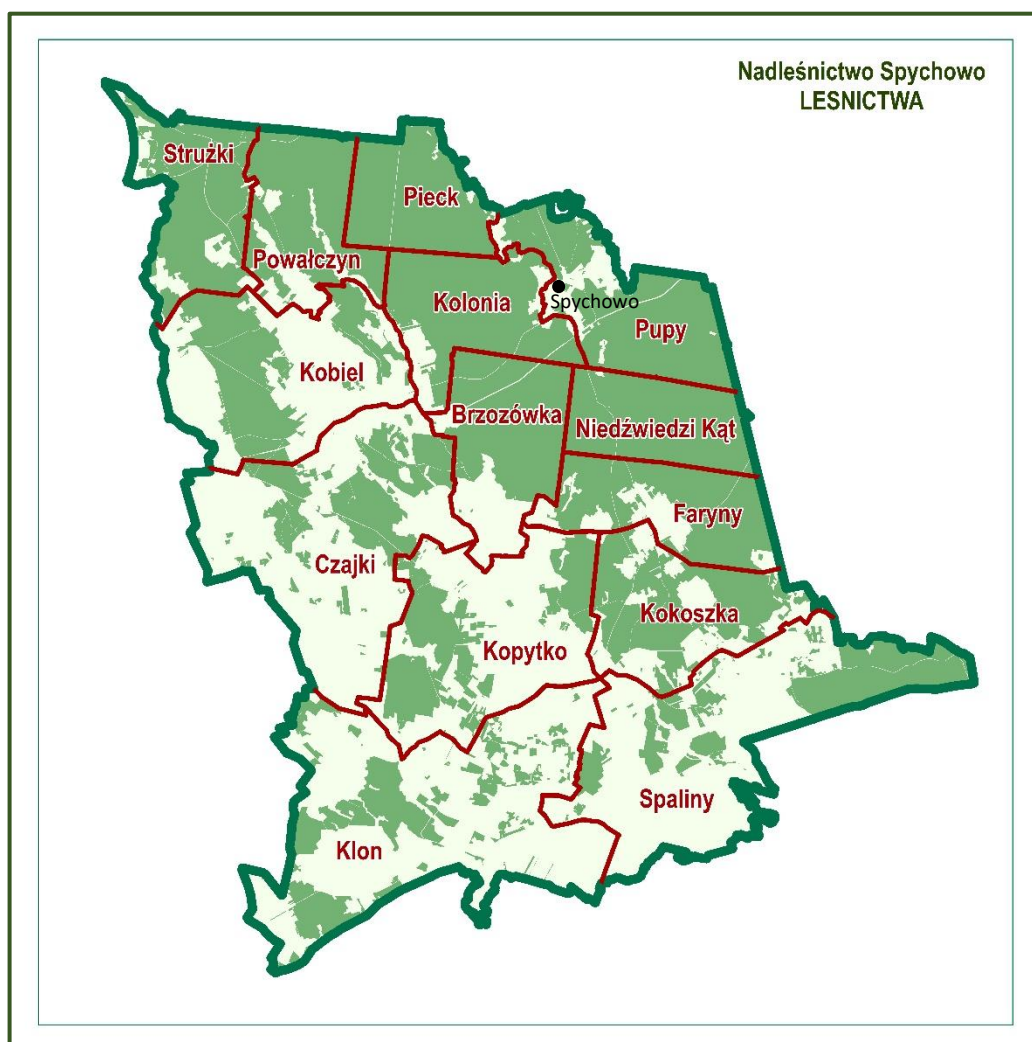 Nadleśnictwo Spychowo
LESNICTWA
Strużki
Pieck
Powałczyn
Kolonia
Spychowo
Pupy
Kobiel
Brzozówka
Niedźwiedzi Kąt
Faryny
Czajki
Kokoszka
Kopytko
Spaliny
Klon